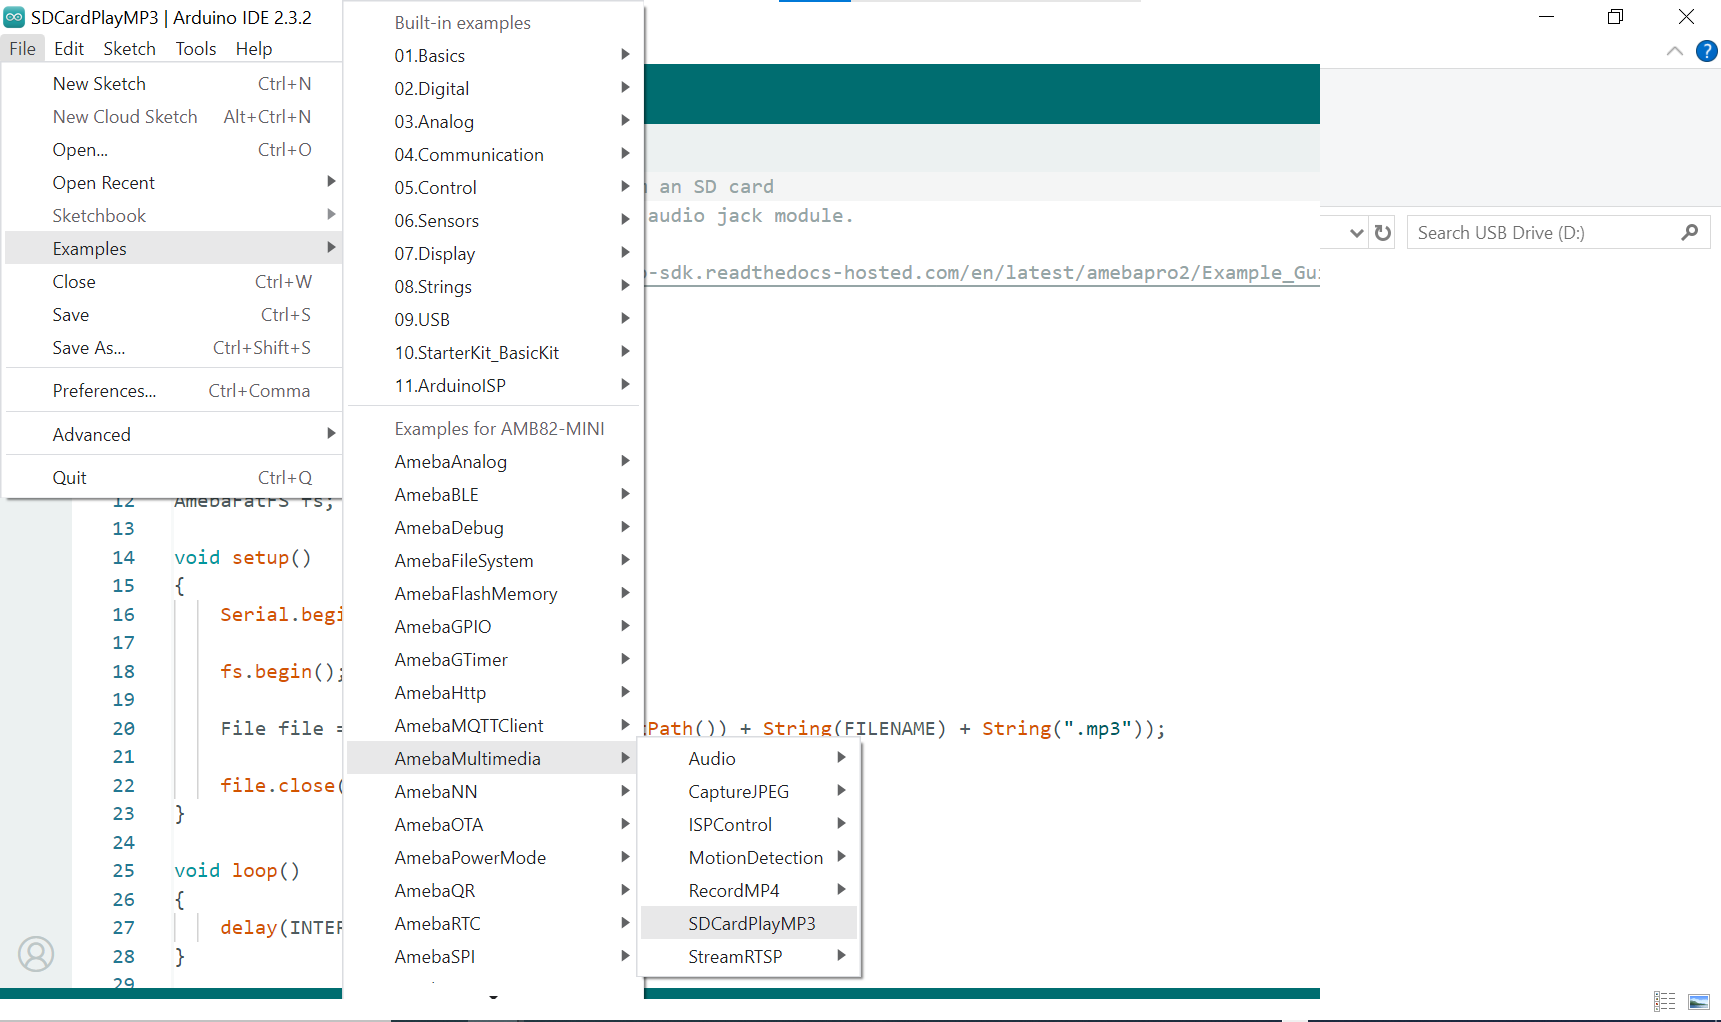 SDCardPlayMP3 | Arduino IDE 2.3.2
File Edit Sketch Tools Help
New Sketch Ctrl+N
New Cloud Sketch Alt+Ctrl+N
Open... Ctrl+O
Open Recent
Sketchbook
Examples
Close Ctrl+W
Save Ctrl+S
Save As... Ctrl+Shift+S
Preferences... Ctrl+Comma
Advanced
Quit Ctrl+Q
Built-in examples
01.Basics
02.Digital
03.Analog
04.Communication
05.Control
06.Sensors
07.Display
08.Strings
09.USB
10.StarterKit_BasicKit
11.ArduinoISP
Examples for AMB82-MINI
AmebaAnalog
AmebaBLE
AmebaDebug
AmebaFileSystem
AmebaFlashMemory
AmebaGPIO
AmebaGTimer
AmebaHttp
AmebaMQTTClient
AmebaMultimedia
AmebaNN
AmebaOTA
AmebaPowerMode
AmebaQR
AmebaRTC
AmebaSPI
Audio
CaptureJPEG
ISPControl
MotionDetection
RecordMP4
SDCardPlayMP3
StreamRTSP
an SD card
audio jack module.
-sdk.readthedocs-hosted.com/en/latest/amebapro2/Example_Gu
Search USB Drive (D:)
?
12 AmebaFatFS fs;
13
14 void setup()
15 {
16 Serial.begi
17
18 fs.begin();
19
20 File file = Path()) + String(FILENAME) + String(".mp3"));
21
22 file.close(
23 }
24
25 void loop()
26 {
27 delay(INTER
28 }
29